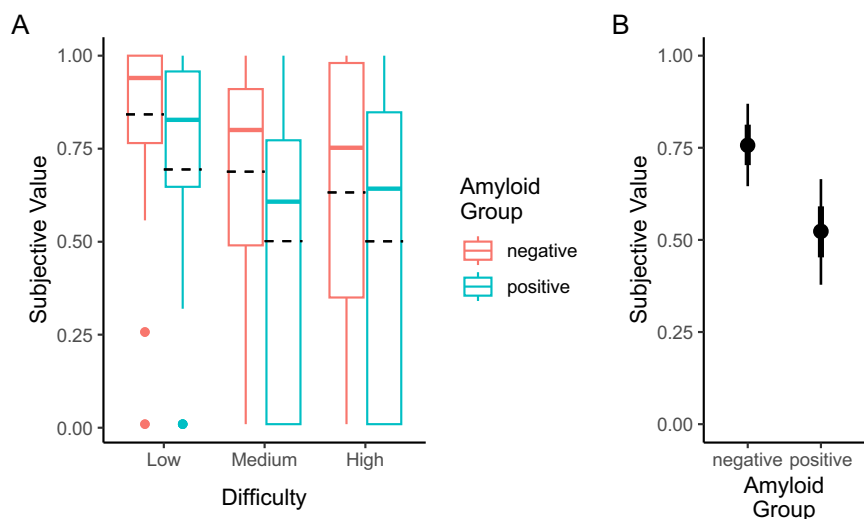 A
Subjective Value
1.00
0.75
0.50
0.25
0.00
Low Medium High
Difficulty
Amyloid
Group
negative
positive
B
Subjective Value
1.00
0.75
0.50
0.25
0.00
negative positive
Amyloid
Group